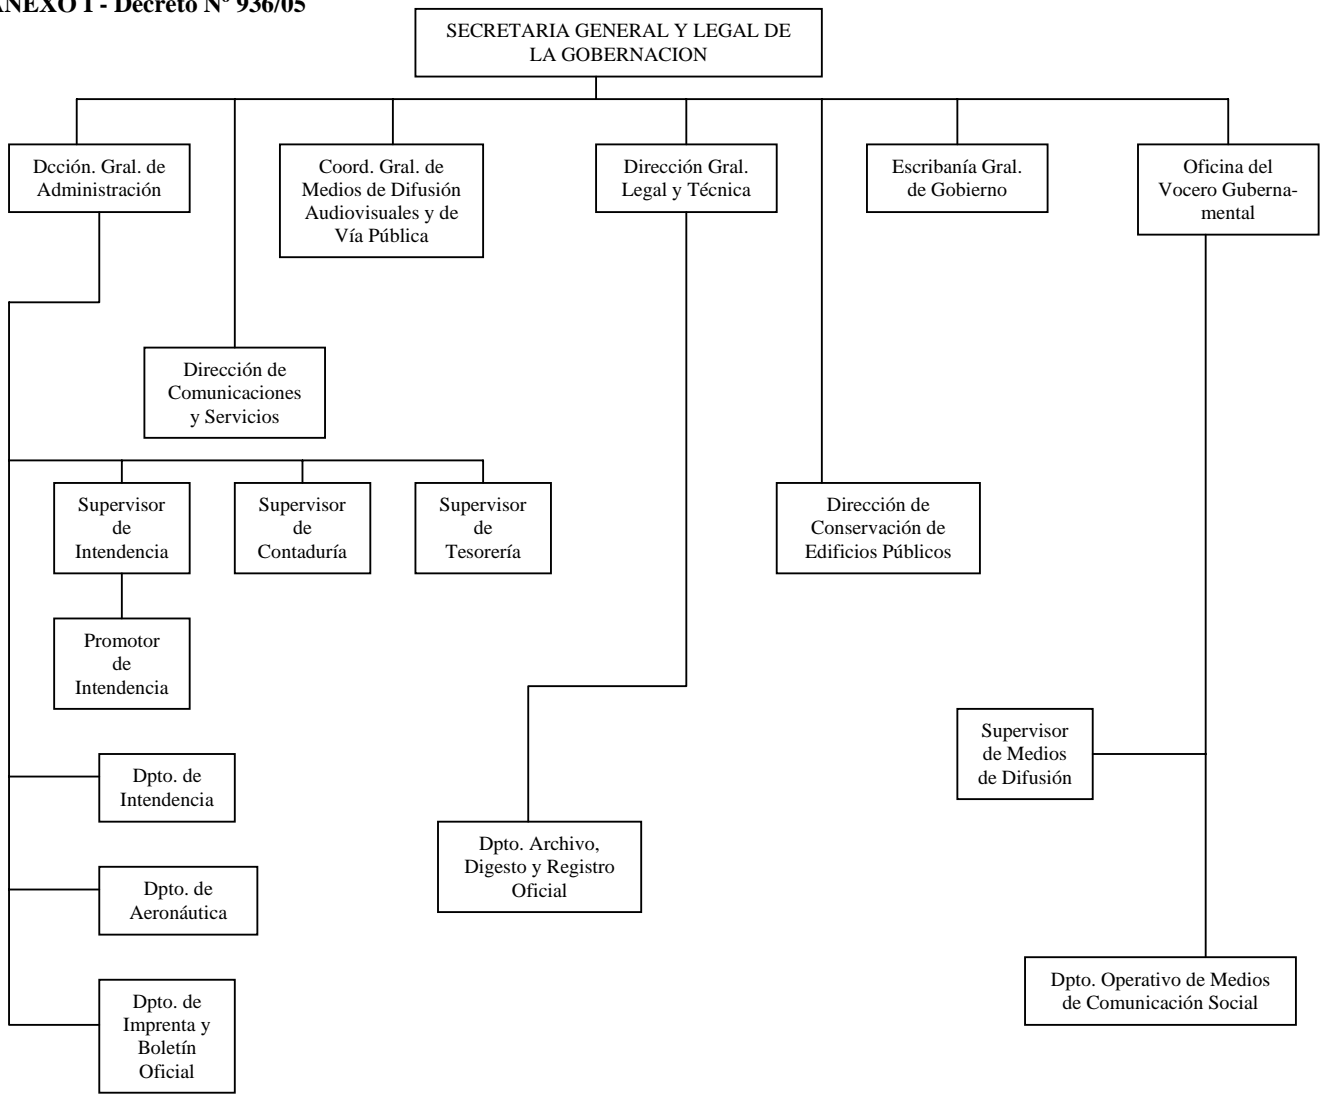 ANEXO I - Decreto Nº 936/05
SECRETARIA GENERAL Y LEGAL DE
LA GOBERNACION
Dcción. Gral. de
Administración
Coord. Gral. de
Medios de Difusión
Audiovisuales y de
Vía Pública
Dirección Gral.
Legal y Técnica
Escribanía Gral.
de Gobierno
Oficina del
Vocero Guberna-
mental
Dirección de
Comunicaciones
y Servicios
Supervisor
de
Intendencia
Supervisor
de
Contaduría
Supervisor
de
Tesorería
Dirección de
Conservación de
Edificios Públicos
Promotor
de
Intendencia
Supervisor
de Medios
de Difusión
Dpto. de
Intendencia
Dpto. Archivo,
Digesto y Registro
Oficial
Dpto. de
Aeronáutica
Dpto. Operativo de Medios
de Comunicación Social
Dpto. de
Imprenta y
Boletín
Oficial